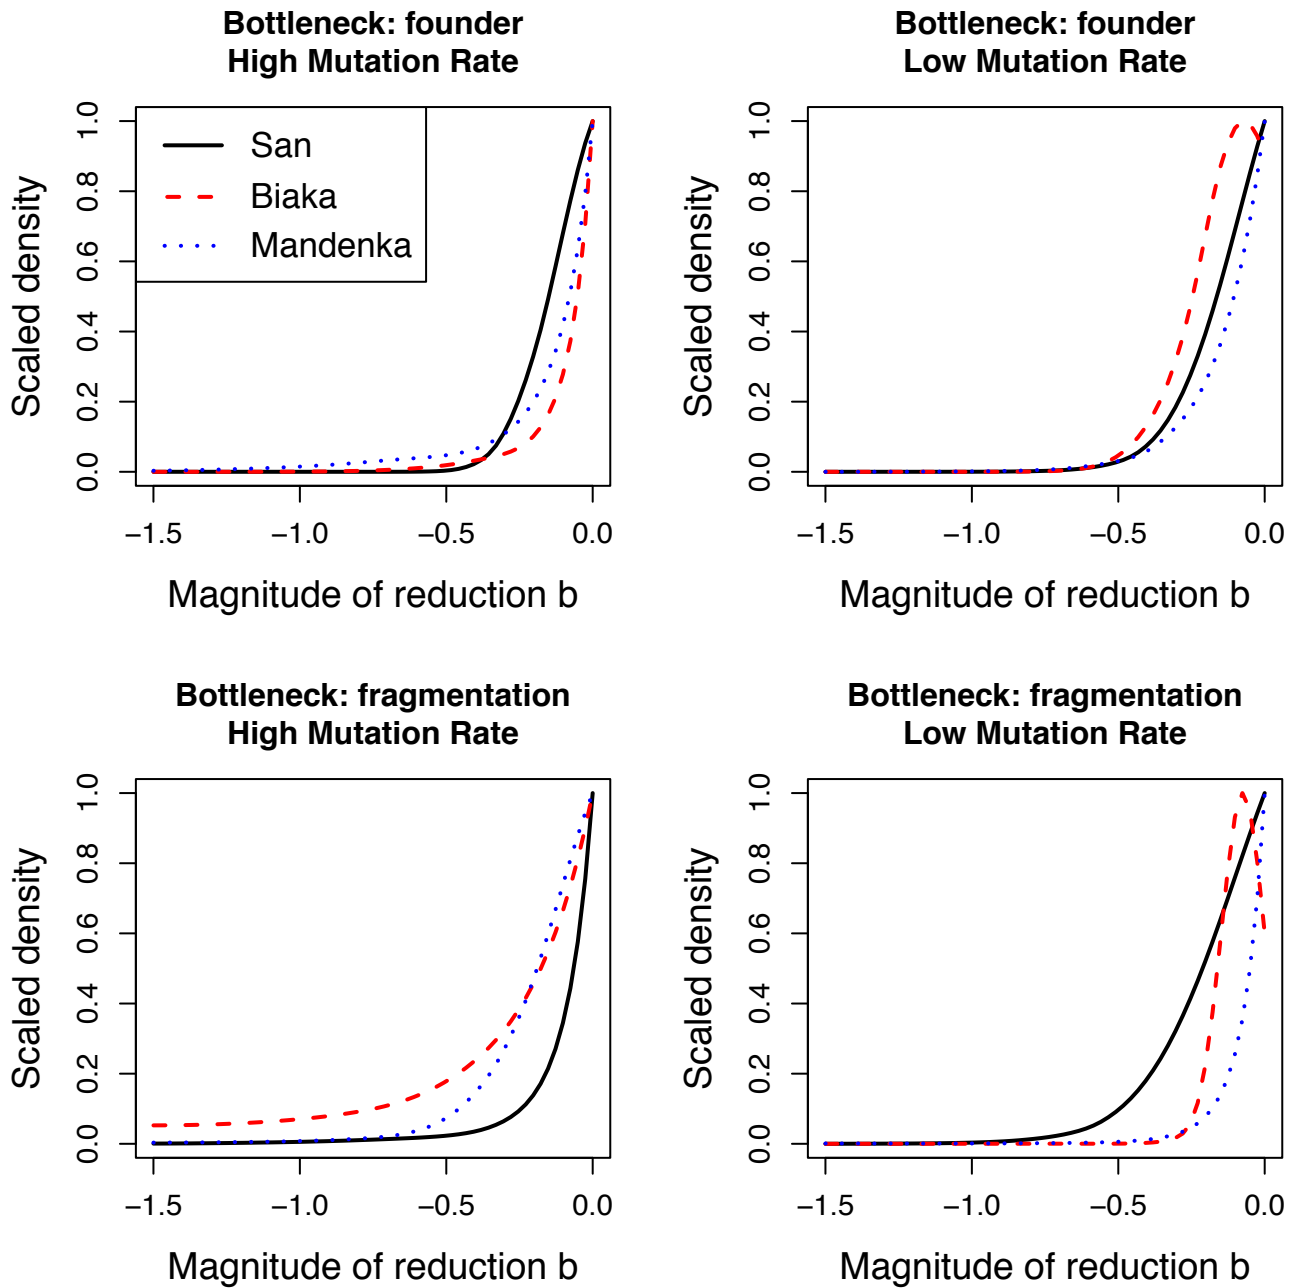 Bottleneck: founder
High Mutation Rate
Scaled density
0.0 0.2 0.4 0.6 0.8 1.0
San
Biaka
Mandenka
−1.5 −1.0 −0.5 0.0
Magnitude of reduction b
Bottleneck: founder
Low Mutation Rate
Scaled density
0.0 0.2 0.4 0.6 0.8 1.0
−1.5 −1.0 −0.5 0.0
Magnitude of reduction b
Bottleneck: fragmentation
High Mutation Rate
Scaled density
0.0 0.2 0.4 0.6 0.8 1.0
−1.5 −1.0 −0.5 0.0
Magnitude of reduction b
Bottleneck: fragmentation
Low Mutation Rate
Scaled density
0.0 0.2 0.4 0.6 0.8 1.0
−1.5 −1.0 −0.5 0.0
Magnitude of reduction b